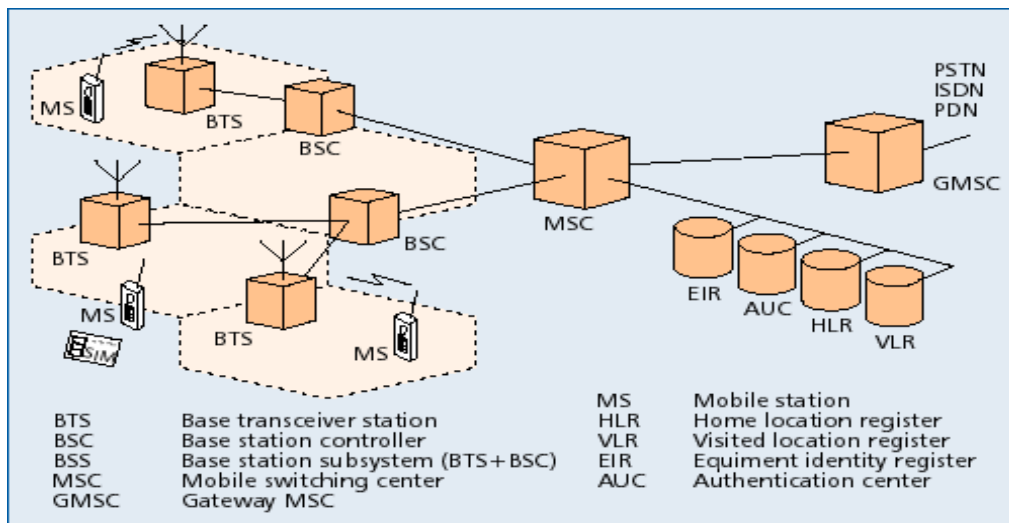 PSTN
ISDN
PDN
MS
BTS
BSC
GMSC
MSC
BSC
BTS
EIR
AUC
HLR
VLR
MS
SIM
BTS
MS
BTS Base transceiver station
BSC Base station controller
BSS Base station subsystem (BTS+BSC)
MSC Mobile switching center
GMSC Gateway MSC
MS Mobile station
HLR Home location register
VLR Visited location register
EIR Equiment identity register
AUC Authentication center